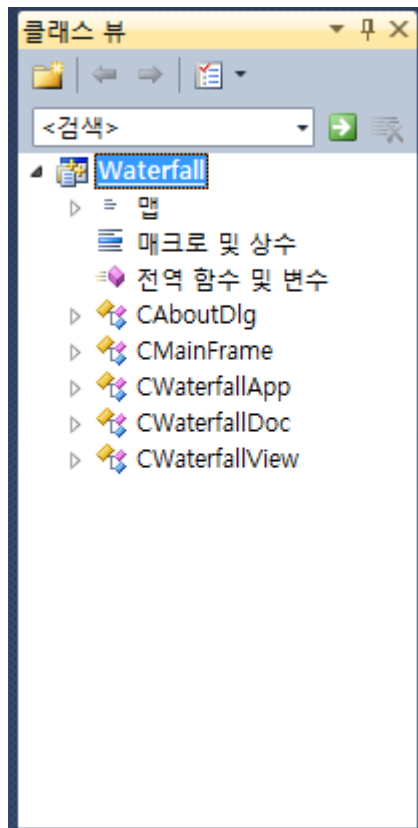 클래스 뷰
<검색>
Waterfall
맵
매크로 및 상수
전역 함수 및 변수
CAboutDlg
CMainFrame
CWaterfallApp
CWaterfallDoc
CWaterfallView